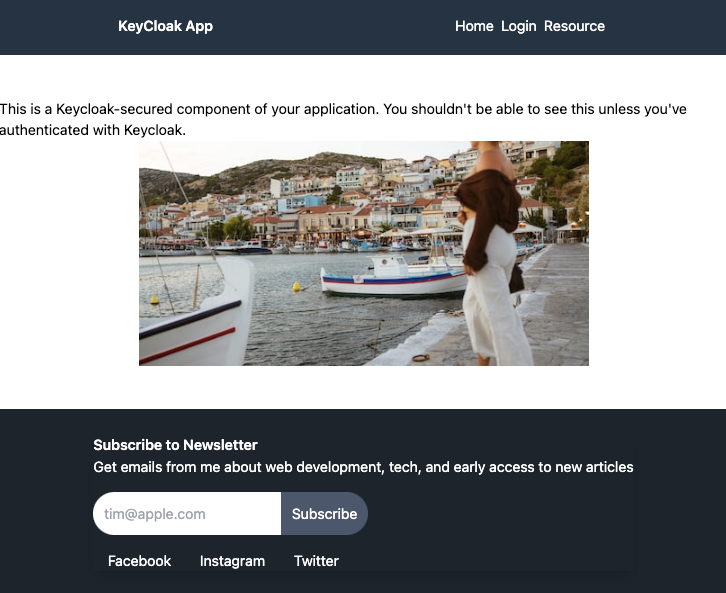 KeyCloak App
Home Login Resource
This is a Keycloak-secured component of your application. You shouldn't be able to see this unless you've
authenticated with Keycloak.
Subscribe to Newsletter
Get emails from me about web development, tech, and early access to new articles
tim@apple.com
Subscribe
Facebook Instagram Twitter